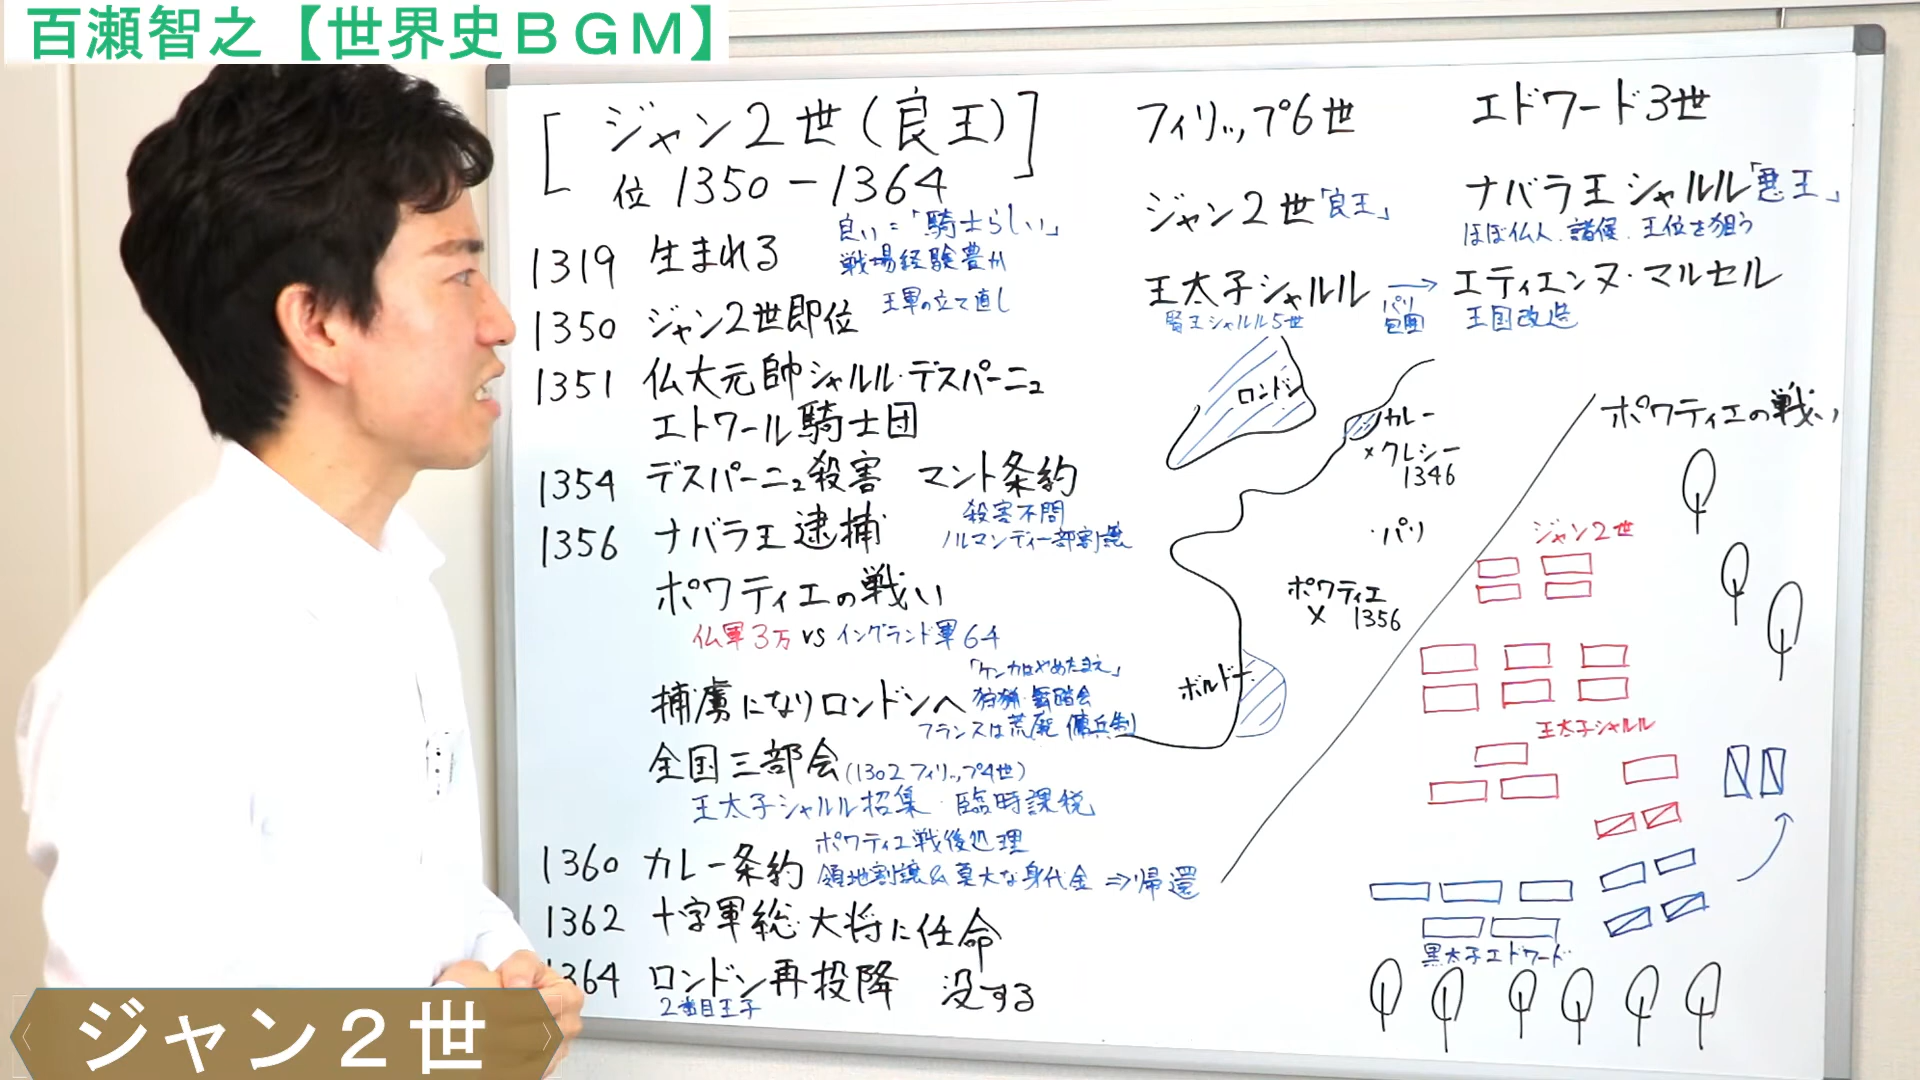 百瀬智之【世界史ＢＧＭ】
[ ジャン2世(良王) ]
位 1350-1364
良い=「騎士らしい」
戦場経験豊か
1319 生まれる
王軍の立て直し
1350 ジャン2世即位
1351 仏大元帥シャルル・デスパーニュ
エトワール騎士団
1354 デスパーニュ殺害 マント条約
殺害不問
ノルマンディー部割譲
1356 ナバラ王逮捕
ポワティエの戦い
仏軍3万 vs イングランド軍6千
「ケンカはやめたまえ」
捕虜になりロンドンへ 狩猟・舞踏会
フランスは荒廃 傭兵制
全国三部会(1302フィリップ4世)
王太子シャルル招集・臨時課税
ポワティエ戦後処理
1360 カレー条約 領地割譲&莫大な身代金 ⇒帰還
1362 十字軍総大将に任命
1364 ロンドン再投降 没する
2番目王子
フィリップ6世 エドワード3世
ジャン2世「良王」 ナバラ王シャルル「悪王」
ほぼ仏人、諸侯、王位を狙う
王太子シャルル → エティエンヌ・マルセル
賢王シャルル5世 パリ包囲 王国改造
ロンドン
カレー
×クレシー
1346
・パリ
ポワティエ
× 1356
ボルドー
ポワティエの戦い
ジャン2世
王太子シャルル
黒太子エドワード
ジャン２世